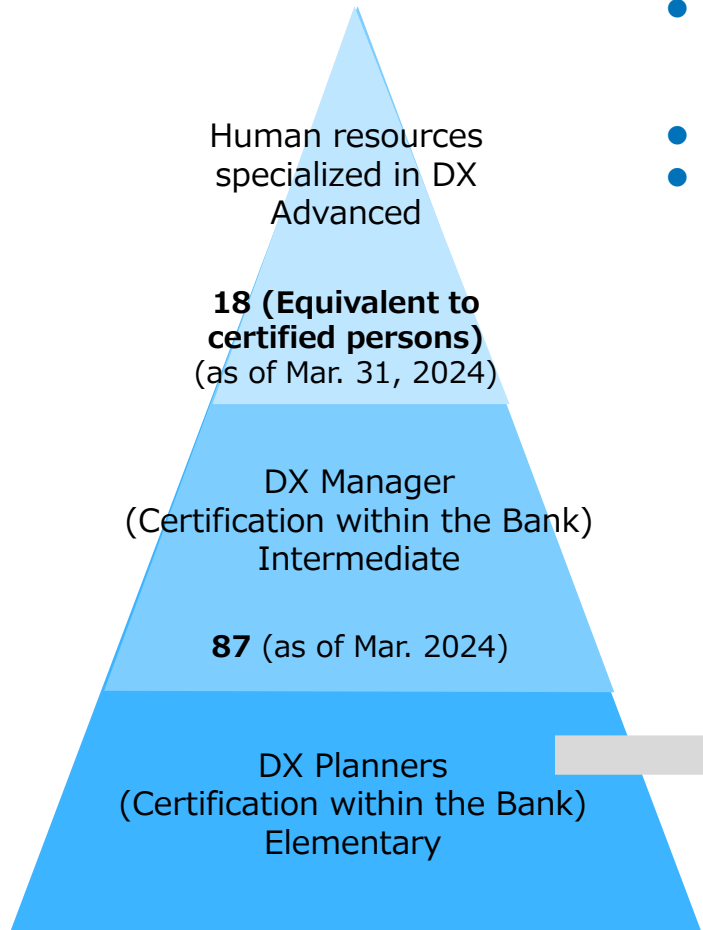 Human resources
specialized in DX
Advanced
18 (Equivalent to
certified persons)
(as of Mar. 31, 2024)
DX Manager
(Certification within the Bank)
Intermediate
87 (as of Mar. 2024)
DX Planners
(Certification within the Bank)
Elementary